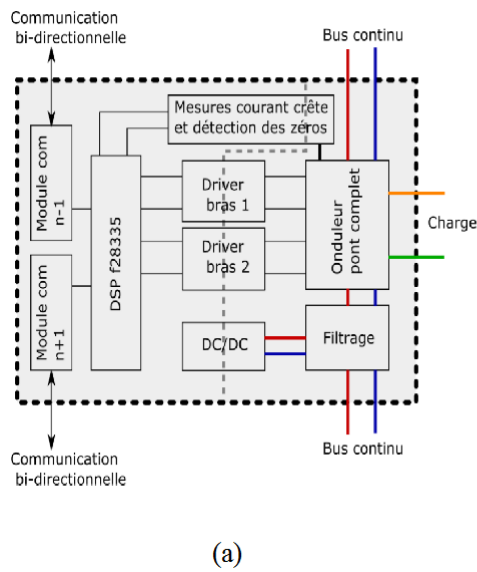 Communication
bi-directionnelle
Bus continu
Mesures courant crête
et détection des zéros
Module com
n-1
DSP f28335
Driver
bras 1
Onduleur
pont complet
Charge
Driver
bras 2
Module com
n+1
DC/DC
Filtrage
Communication
bi-directionnelle
Bus continu
(a)